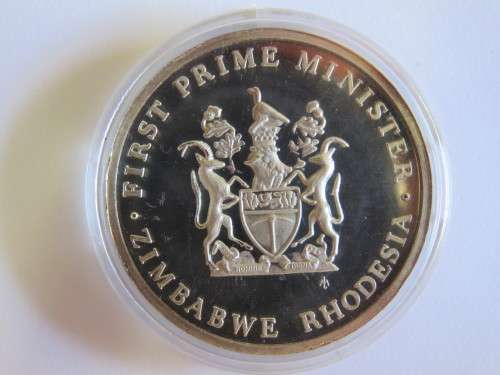 · FIRST PRIME MINISTER ·
ZIMBABWE RHODESIA